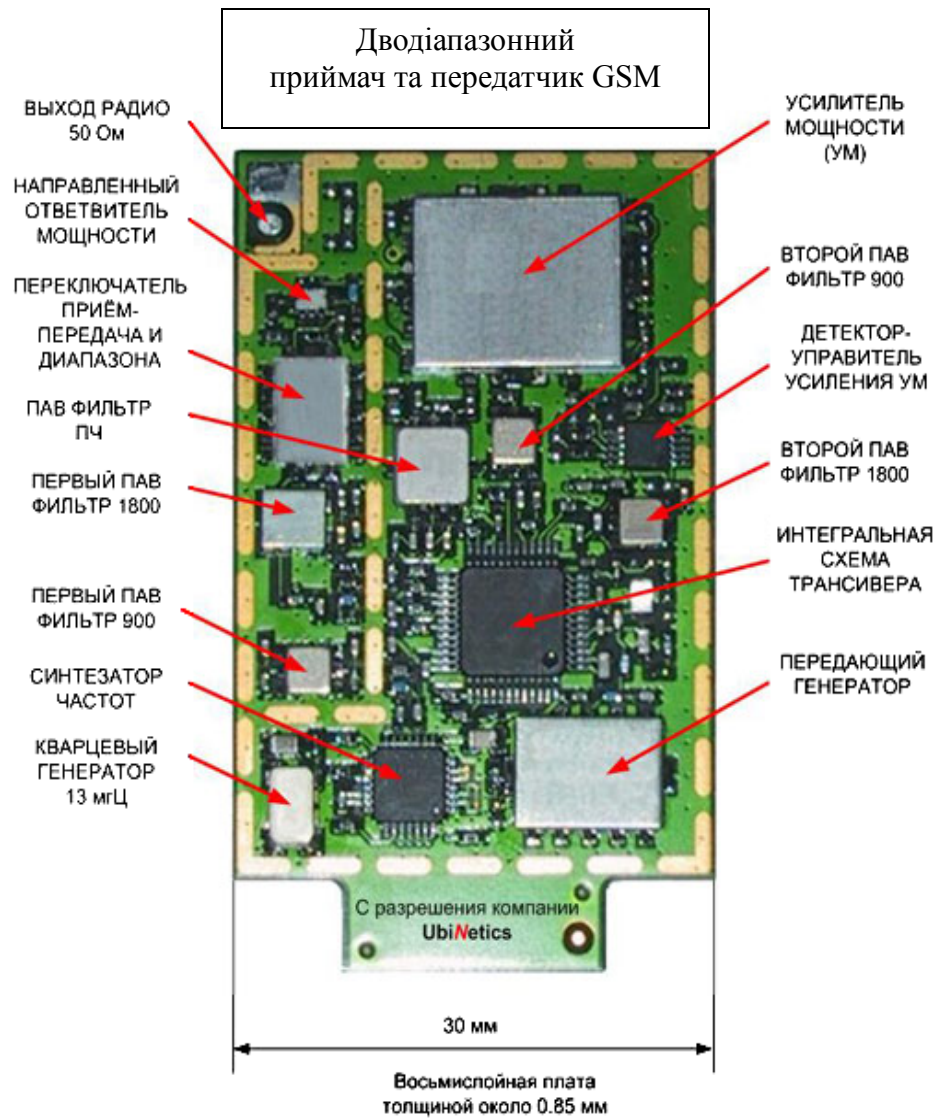 Дводіапазонний
приймач та передатчик GSM
ВЫХОД РАДИО
50 Ом
НАПРАВЛЕННЫЙ
ОТВЕТВИТЕЛЬ
МОЩНОСТИ
ПЕРЕКЛЮЧАТЕЛЬ
ПРИЁМ-
ПЕРЕДАЧА И
ДИАПАЗОНА
ПАВ ФИЛЬТР
ПЧ
ПЕРВЫЙ ПАВ
ФИЛЬТР 1800
ПЕРВЫЙ ПАВ
ФИЛЬТР 900
СИНТЕЗАТОР
ЧАСТОТ
КВАРЦЕВЫЙ
ГЕНЕРАТОР
13 мгЦ
УСИЛИТЕЛЬ
МОЩНОСТИ
(УМ)
ВТОРОЙ ПАВ
ФИЛЬТР 900
ДЕТЕКТОР-
УПРАВИТЕЛЬ
УСИЛЕНИЯ УМ
ВТОРОЙ ПАВ
ФИЛЬТР 1800
ИНТЕГРАЛЬНАЯ
СХЕМА
ТРАНСИВЕРА
ПЕРЕДАЮЩИЙ
ГЕНЕРАТОР
С разрешения компании
UbiNetics
30 мм
Восьмислойная плата
толщиной около 0.85 мм